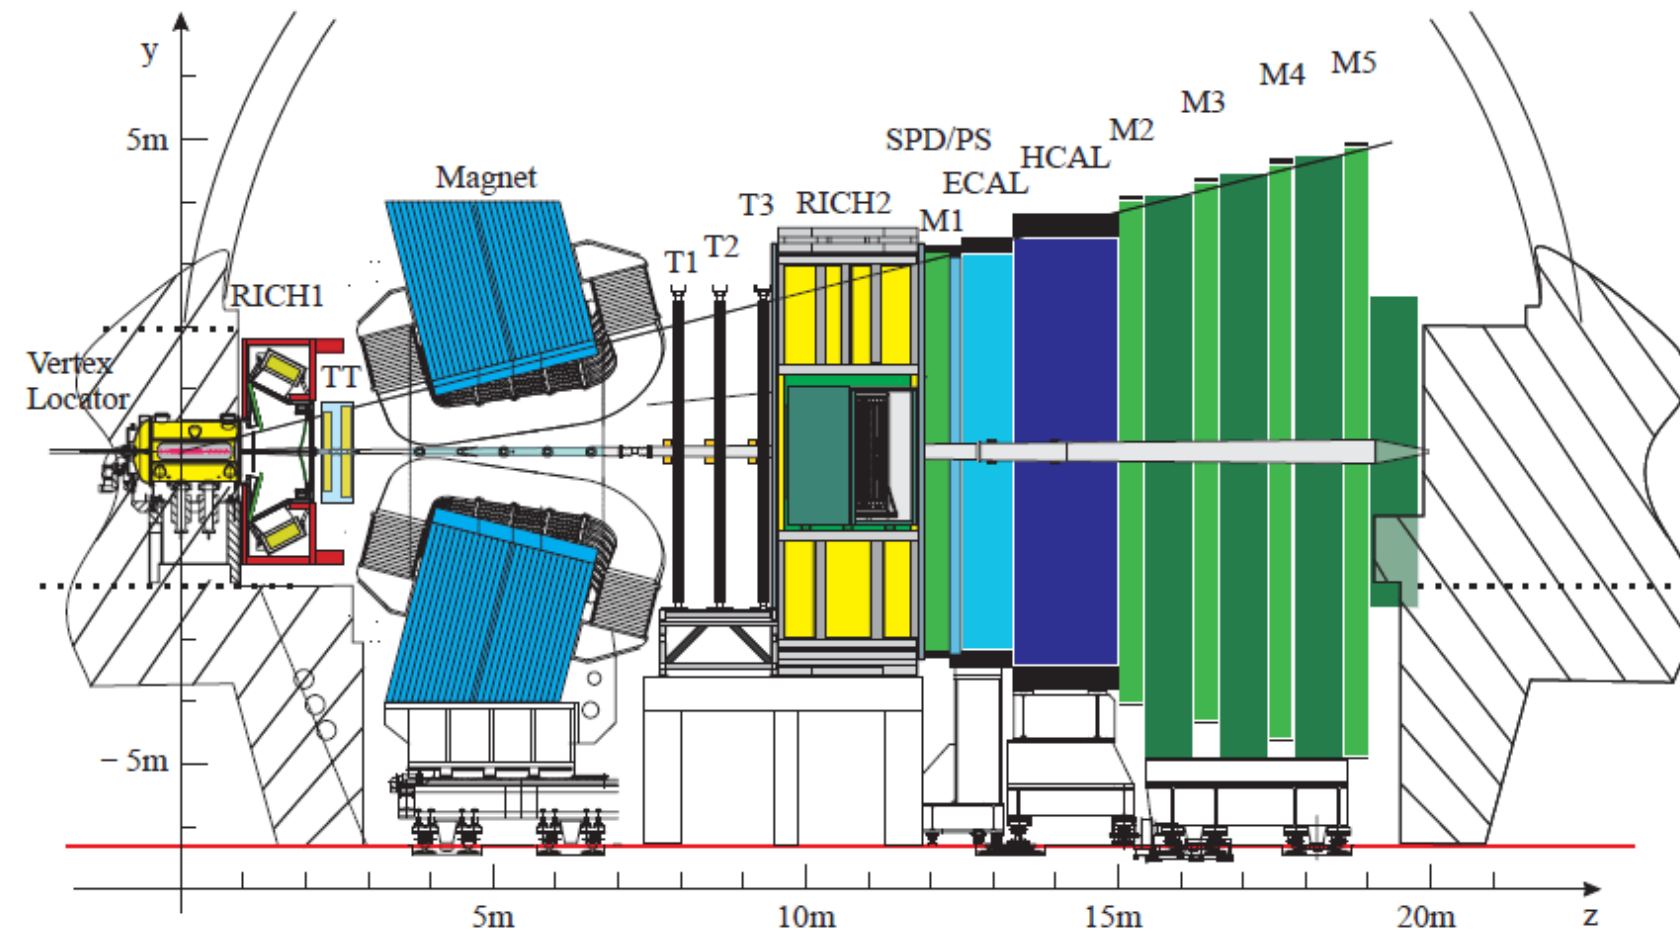 y
5m
Magnet
RICH1
Vertex
Locator
TT
T1
T2
T3
RICH2
M1
SPD/PS
ECAL
HCAL
M2
M3
M4
M5
− 5m
5m
10m
15m
20m
z